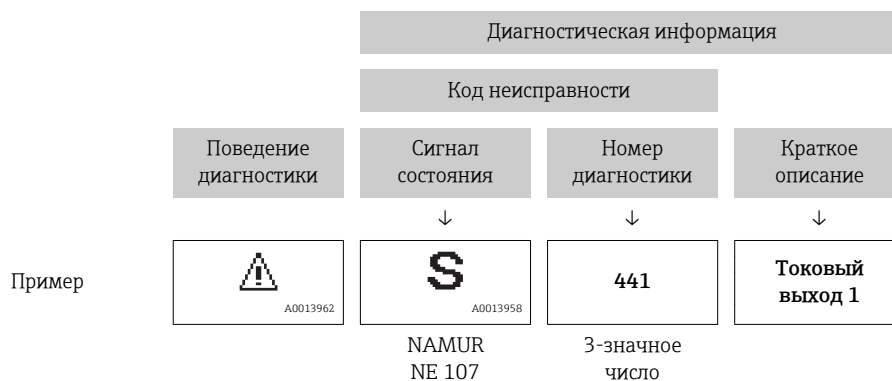 Диагностическая информация
Код неисправности
Поведение
диагностики
Сигнал
состояния
Номер
диагностики
Краткое
описание
↓ ↓ ↓
Пример
A0013962
S
A0013958
441
Токовый
выход 1
NAMUR
NE 107
3-значное
число